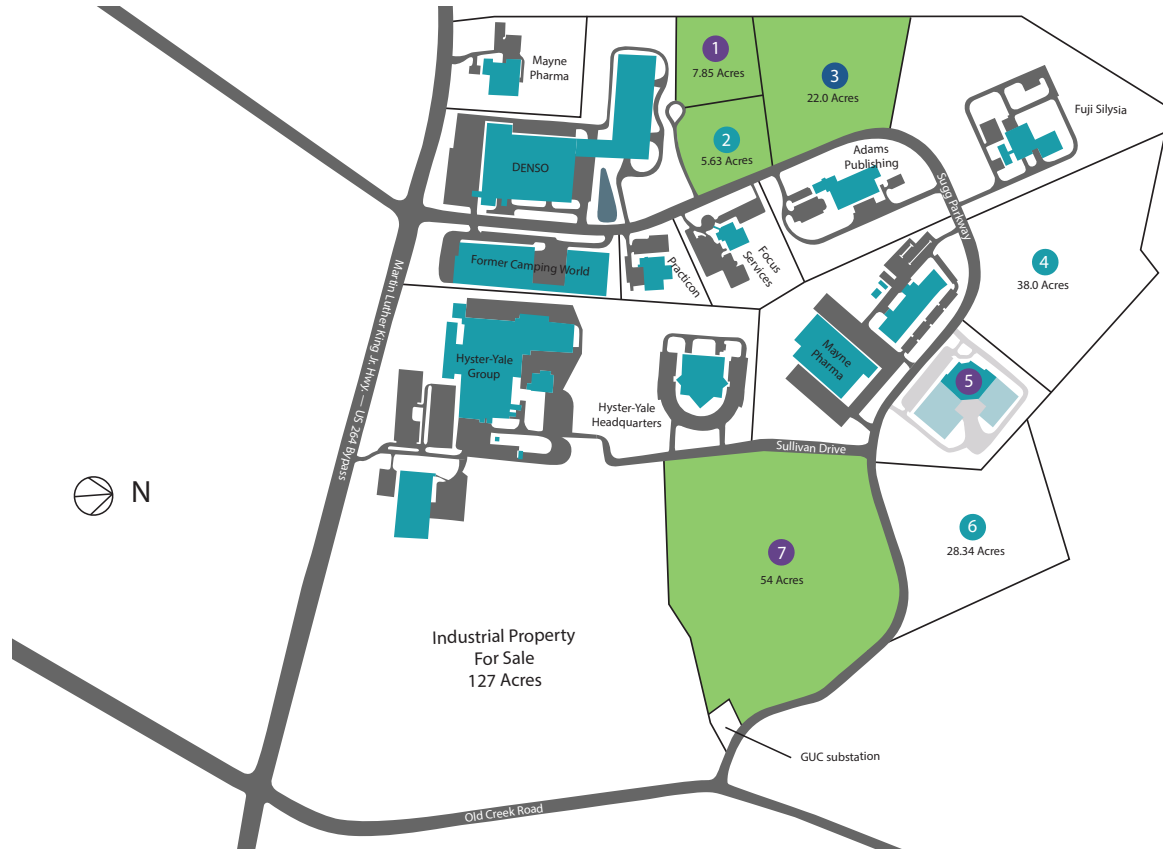 1
7.85 Acres
3
22.0 Acres
Mayne
Pharma
Fuji Silysia
2
5.63 Acres
Adams
Publishing
DENSO
Sugg Parkway
Former Camping World
Practicon
Focus
Services
4
38.0 Acres
Martin Luther King Jr. Hwy. — US 264 Bypass
Hyster-Yale
Group
Mayne
Pharma
5
Hyster-Yale
Headquarters
Sullivan Drive
N
6
28.34 Acres
7
54 Acres
Industrial Property
For Sale
127 Acres
GUC substation
Old Creek Road